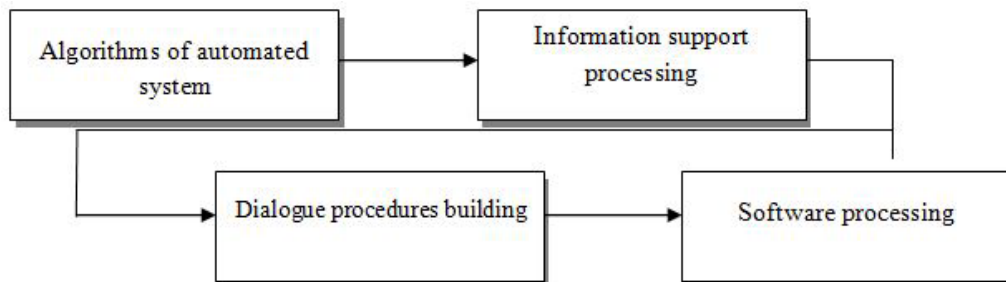 Algorithms of automated
system
Information support
processing
Dialogue procedures building
Software processing